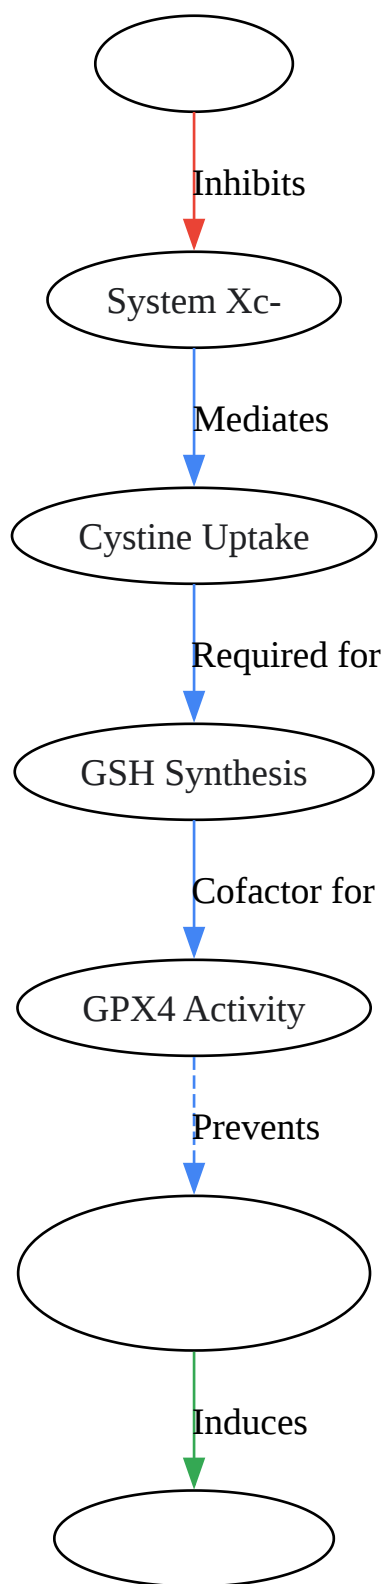 Inhibits
System Xc-
Mediates
Cystine Uptake
Required for
GSH Synthesis
Cofactor for
GPX4 Activity
Prevents
Induces